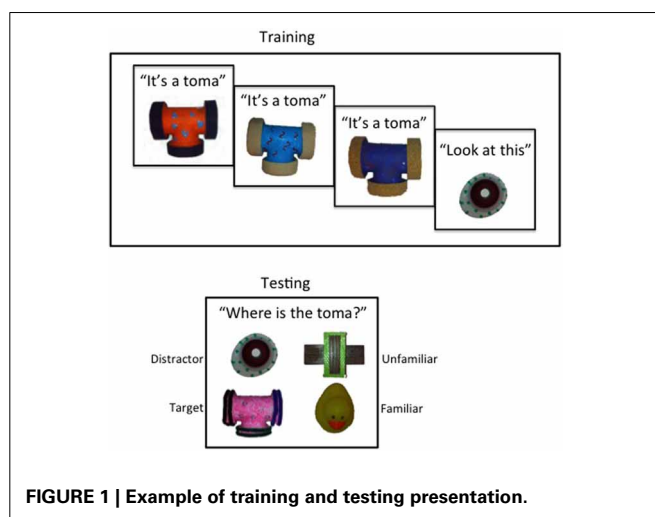 Training
“It’s a toma”
“It’s a toma”
“It’s a toma”
“Look at this”
Testing
“Where is the toma?”
Distractor
Unfamiliar
Target
Familiar
FIGURE 1 | Example of training and testing presentation.